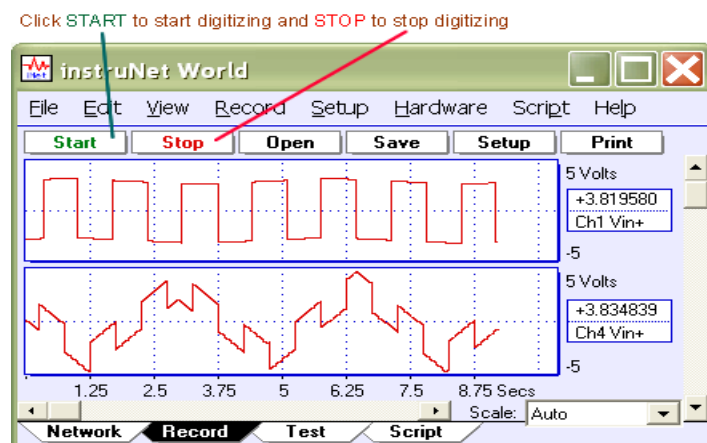 Click START to start digitizing and STOP to stop digitizing
instruNet World
File Edit View Record Setup Hardware Script Help
Start Stop Open Save Setup Print
5 Volts
+3.819580
Ch1 Vin+
-5
5 Volts
+3.834839
Ch4 Vin+
-5
1.25 2.5 3.75 5 6.25 7.5 8.75 Secs
Scale: Auto
Network Record Test Script